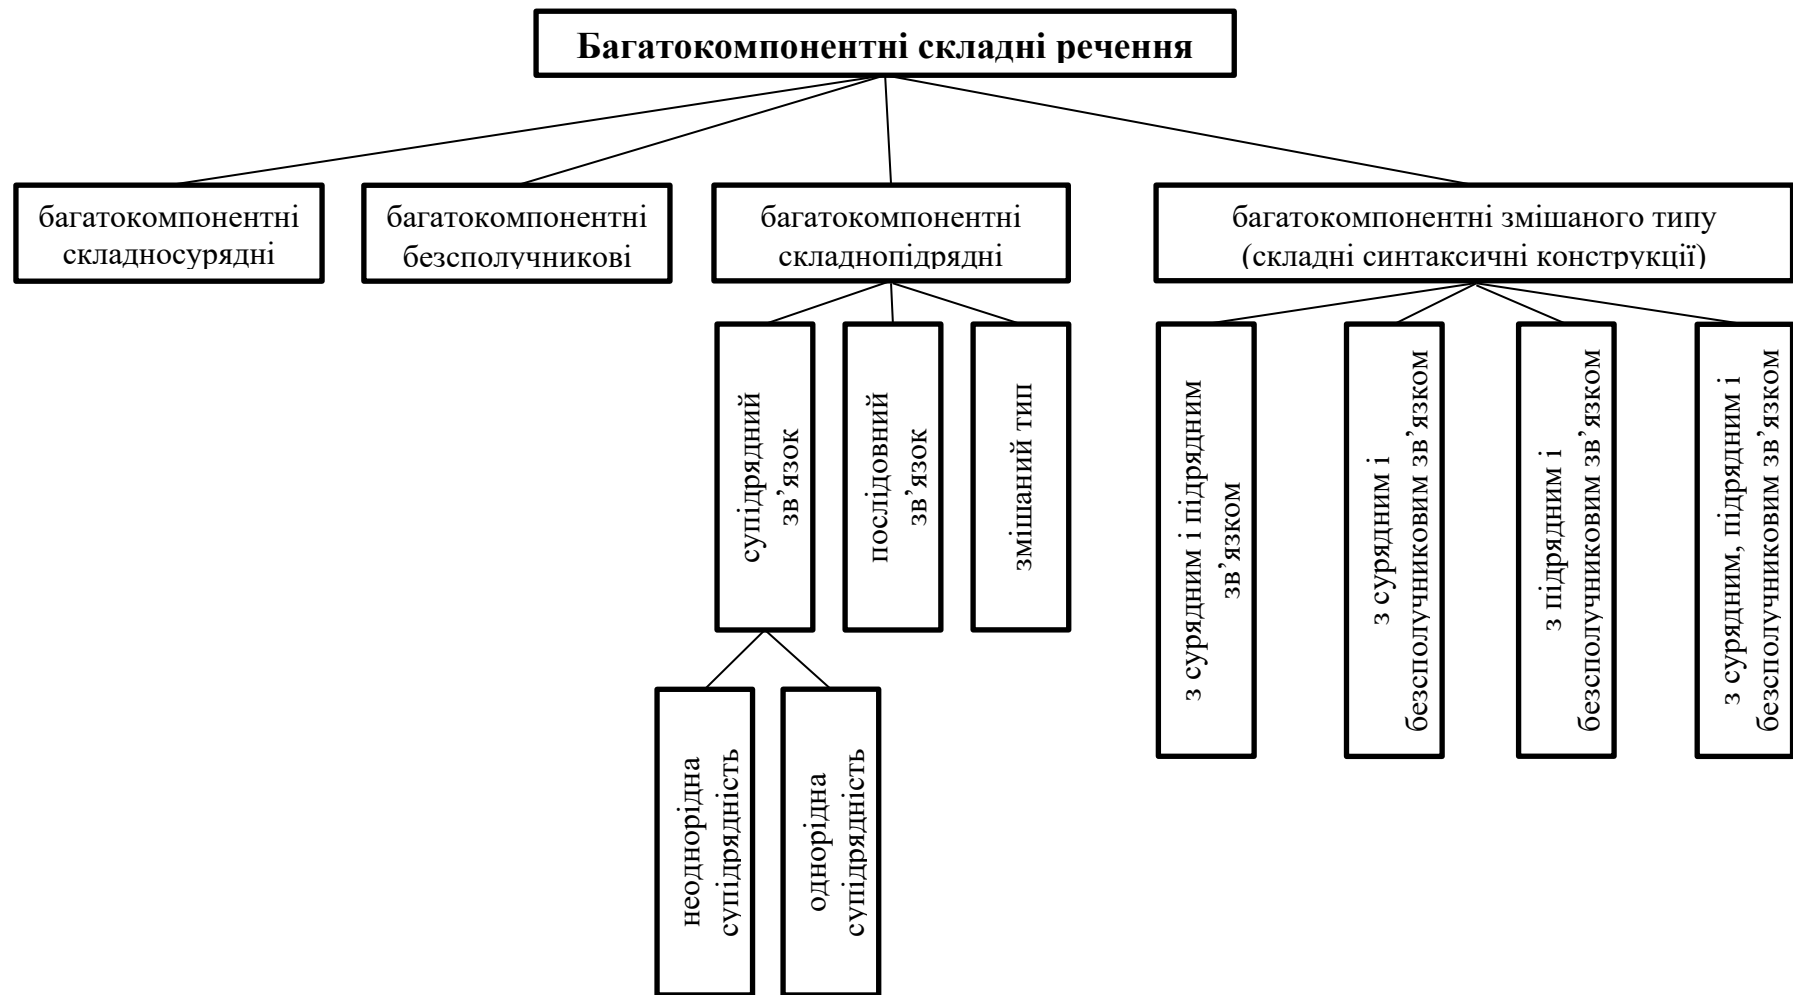 Багатокомпонентні складні речення
багатокомпонентні
складносурядні
багатокомпонентні
безсполучникові
багатокомпонентні
складнопідрядні
багатокомпонентні змішаного типу
(складні синтаксичні конструкції)
супідрядний
зв’язок
послідовний
зв’язок
змішаний тип
з сурядним і підрядним
зв’язком
з сурядним і
безсполучниковим зв’язком
з підрядним і
безсполучниковим зв’язком
з сурядним, підрядним і
безсполучниковим зв’язком
неоднорідна
супідрядність
однорідна
супідрядність